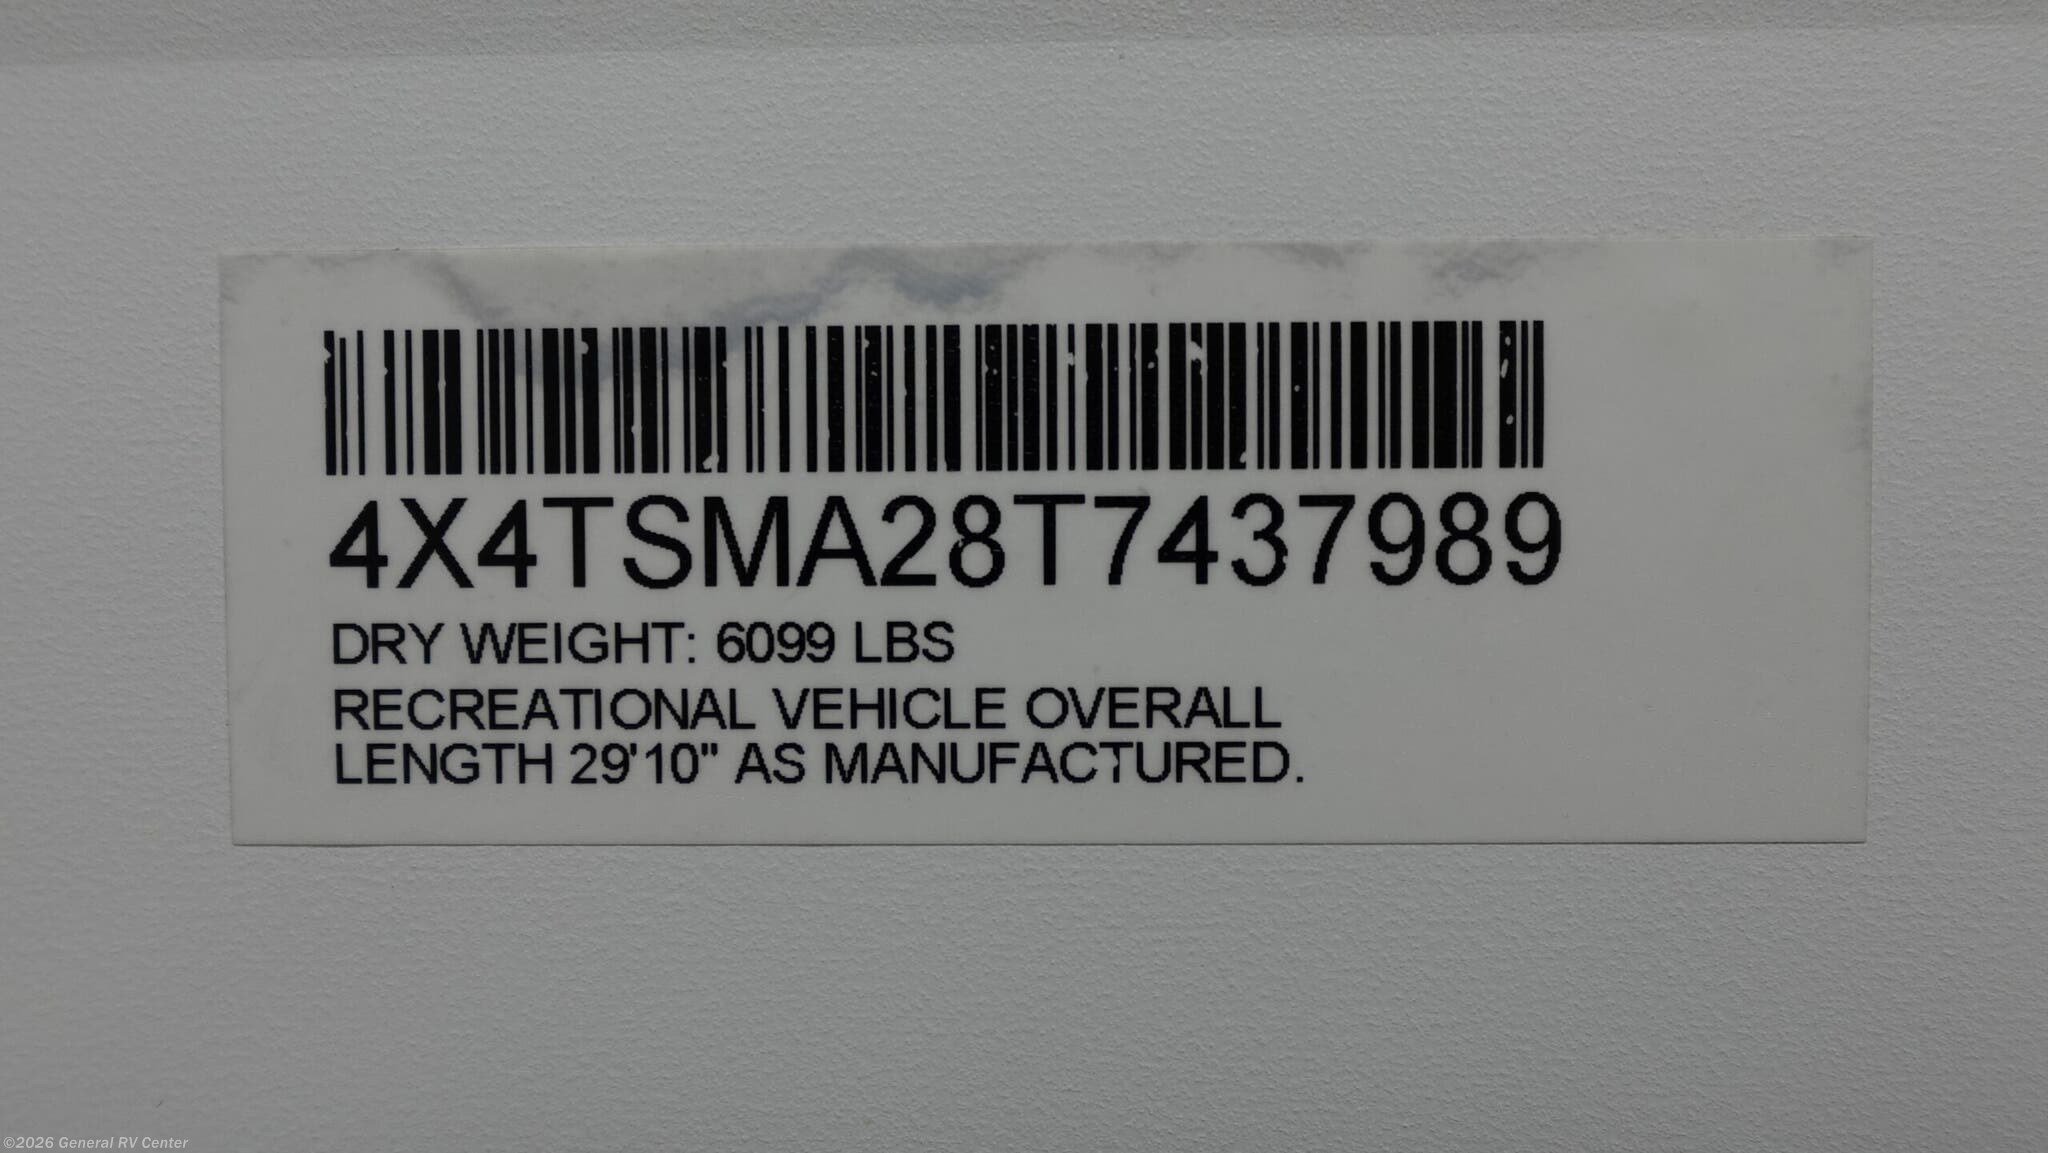 4X4TSMA28T7437989
DRY WEIGHT: 6099 LBS
RECREATIONAL VEHICLE OVERALL
LENGTH 29'10" AS MANUFACTURED.
©2026 General RV Center